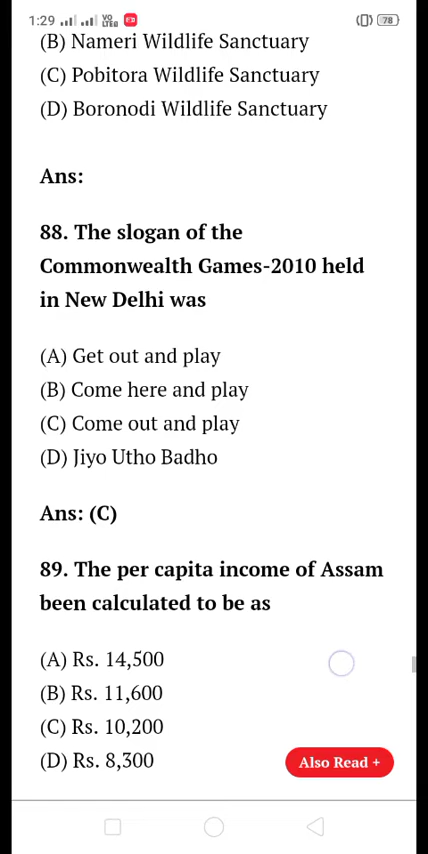 1:29 VO LTE 78
(B) Nameri Wildlife Sanctuary
(C) Pobitora Wildlife Sanctuary
(D) Boronodi Wildlife Sanctuary
Ans:
88. The slogan of the
Commonwealth Games-2010 held
in New Delhi was
(A) Get out and play
(B) Come here and play
(C) Come out and play
(D) Jiyo Utho Badho
Ans: (C)
89. The per capita income of Assam
been calculated to be as
(A) Rs. 14,500
(B) Rs. 11,600
(C) Rs. 10,200
(D) Rs. 8,300
Also Read +